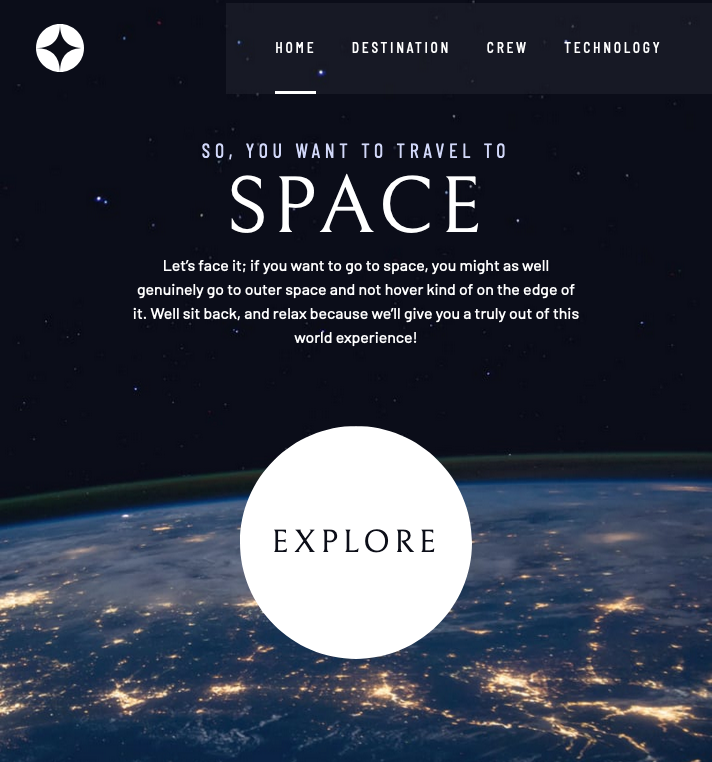 HOME DESTINATION CREW TECHNOLOGY
SO, YOU WANT TO TRAVEL TO
SPACE
Let’s face it; if you want to go to space, you might as well
genuinely go to outer space and not hover kind of on the edge of
it. Well sit back, and relax because we’ll give you a truly out of this
world experience!
EXPLORE